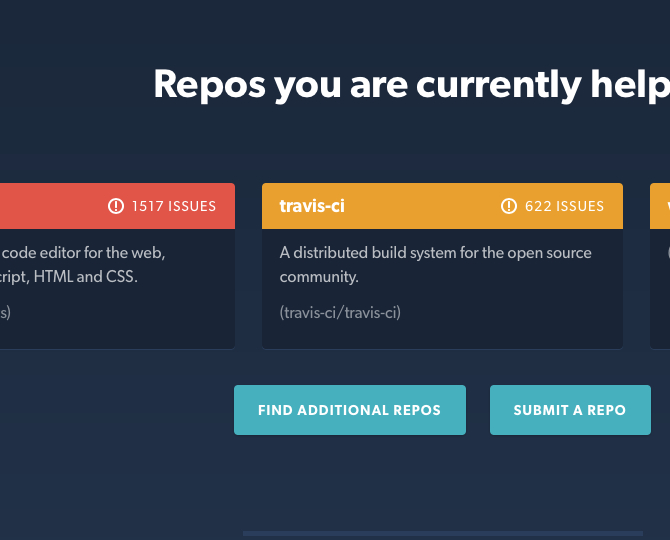 Repos you are currently help
1517 ISSUES
code editor for the web,
cript, HTML and CSS.
s)
travis-ci
622 ISSUES
A distributed build system for the open source
community.
(travis-ci/travis-ci)
FIND ADDITIONAL REPOS
SUBMIT A REPO